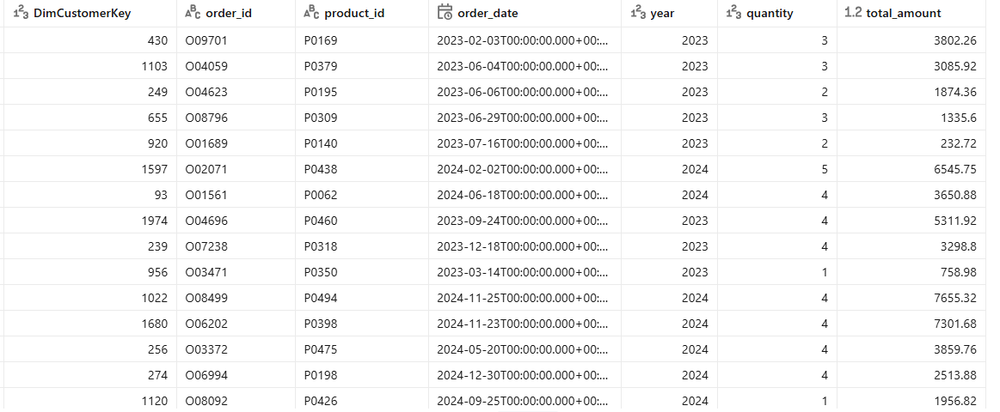 123 DimCustomerKey ABC order_id ABC product_id order_date 123 year 123 quantity 1.2 total_amount
430 O09701 P0169 2023-02-03T00:00:00.000+00:... 2023 3 3802.26
1103 O04059 P0379 2023-06-04T00:00:00.000+00:... 2023 3 3085.92
249 O04623 P0195 2023-06-06T00:00:00.000+00:... 2023 2 1874.36
655 O08796 P0309 2023-06-29T00:00:00.000+00:... 2023 3 1335.6
920 O01689 P0140 2023-07-16T00:00:00.000+00:... 2023 2 232.72
1597 O02071 P0438 2024-02-02T00:00:00.000+00:... 2024 5 6545.75
93 O01561 P0062 2024-06-18T00:00:00.000+00:... 2024 4 3650.88
1974 O04696 P0460 2023-09-24T00:00:00.000+00:... 2023 4 5311.92
239 O07238 P0318 2023-12-18T00:00:00.000+00:... 2023 4 3298.8
956 O03471 P0350 2023-03-14T00:00:00.000+00:... 2023 1 758.98
1022 O08499 P0494 2024-11-25T00:00:00.000+00:... 2024 4 7655.32
1680 O06202 P0398 2024-11-23T00:00:00.000+00:... 2024 4 7301.68
256 O03372 P0475 2024-05-20T00:00:00.000+00:... 2024 4 3859.76
274 O06994 P0198 2024-12-30T00:00:00.000+00:... 2024 4 2513.88
1120 O08092 P0426 2024-09-25T00:00:00.000+00:... 2024 1 1956.82